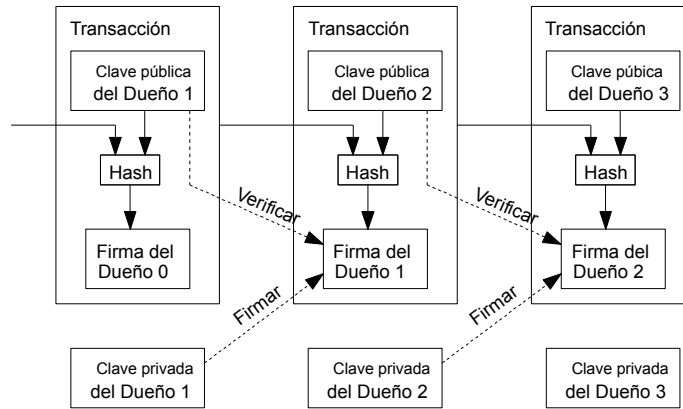 Transacción
Transacción
Transacción
Clave pública
del Dueño 1
Clave pública
del Dueño 2
Clave púbica
del Dueño 3
Hash
Hash
Hash
Verificar
Verificar
Firma del
Dueño 0
Firma del
Dueño 1
Firma del
Dueño 2
Firmar
Firmar
Clave privada
del Dueño 1
Clave privada
del Dueño 2
Clave privada
del Dueño 3